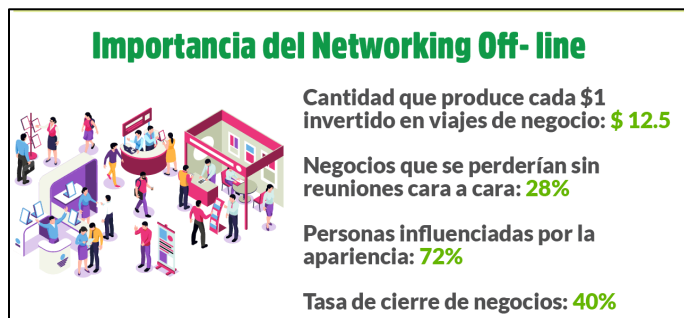 Importancia del Networking Off- line
Cantidad que produce cada $1
invertido en viajes de negocio: $ 12.5
Negocios que se perderían sin
reuniones cara a cara: 28%
Personas influenciadas por la
apariencia: 72%
Tasa de cierre de negocios: 40%